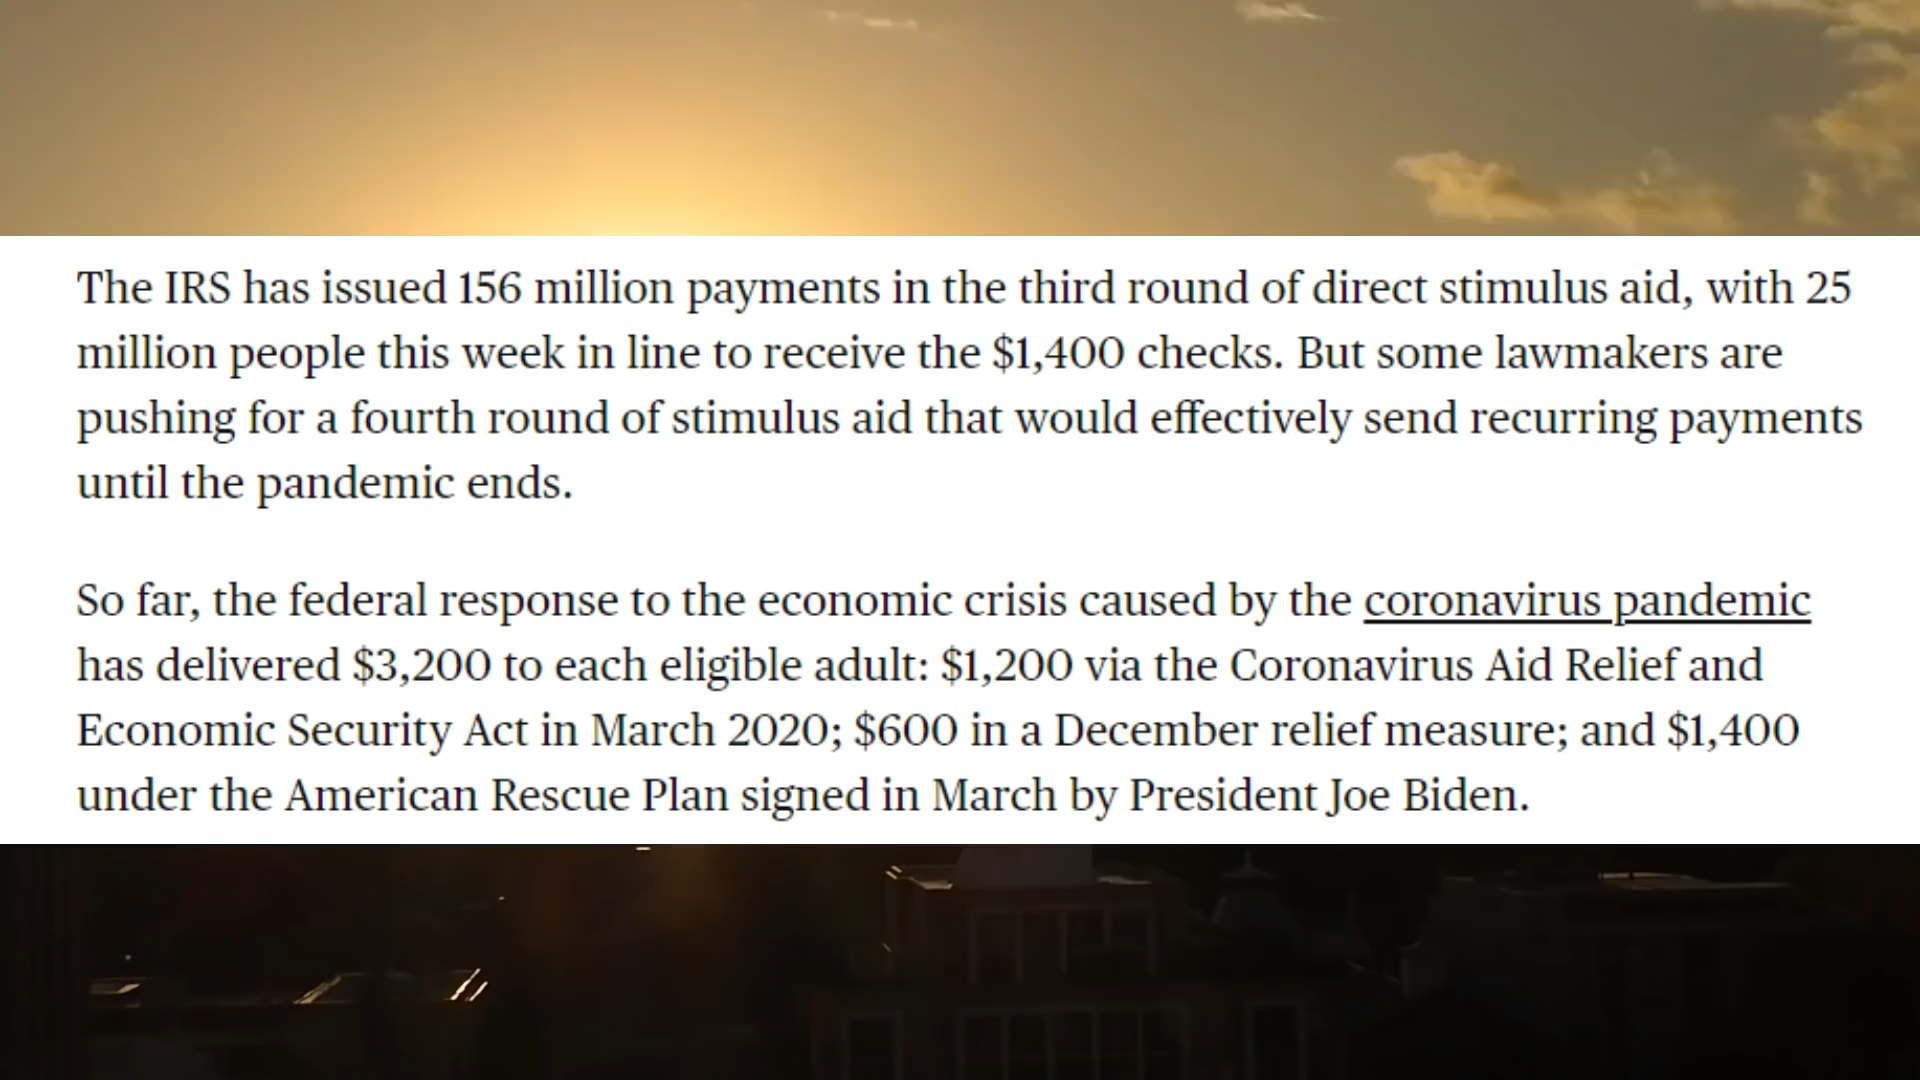 The IRS has issued 156 million payments in the third round of direct stimulus aid, with 25
million people this week in line to receive the $1,400 checks. But some lawmakers are
pushing for a fourth round of stimulus aid that would effectively send recurring payments
until the pandemic ends.
So far, the federal response to the economic crisis caused by the coronavirus pandemic
has delivered $3,200 to each eligible adult: $1,200 via the Coronavirus Aid Relief and
Economic Security Act in March 2020; $600 in a December relief measure; and $1,400
under the American Rescue Plan signed in March by President Joe Biden.